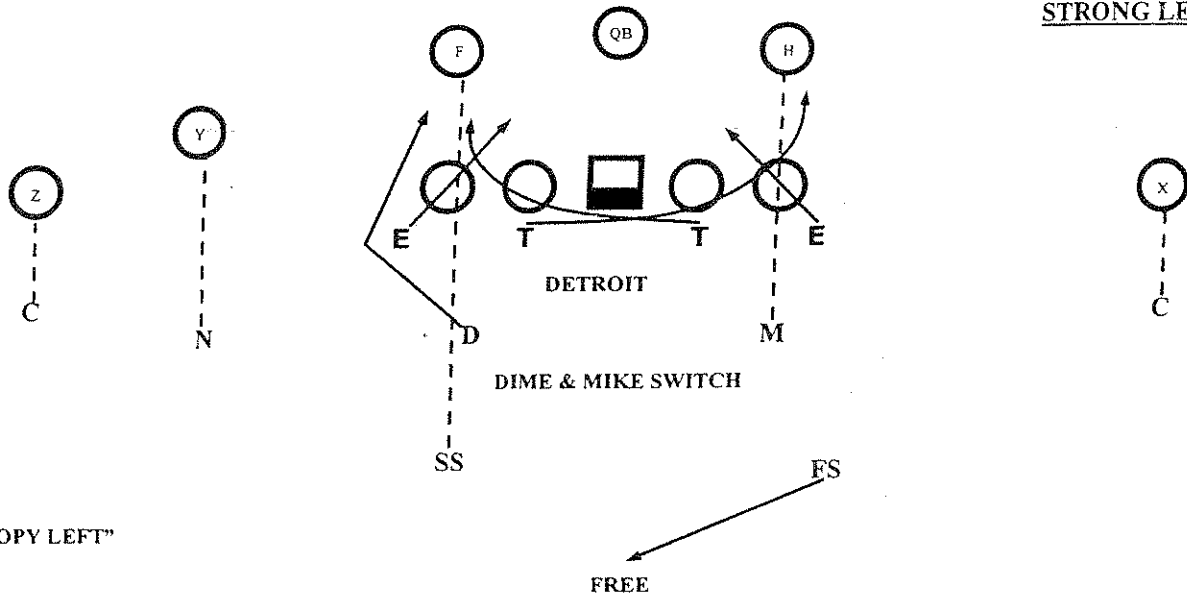 STRONG LE
F
QB
H
Y
Z
X
E
T
T
E
DETROIT
C
N
D
M
C
DIME & MIKE SWITCH
SS
FS
OPY LEFT”
FREE